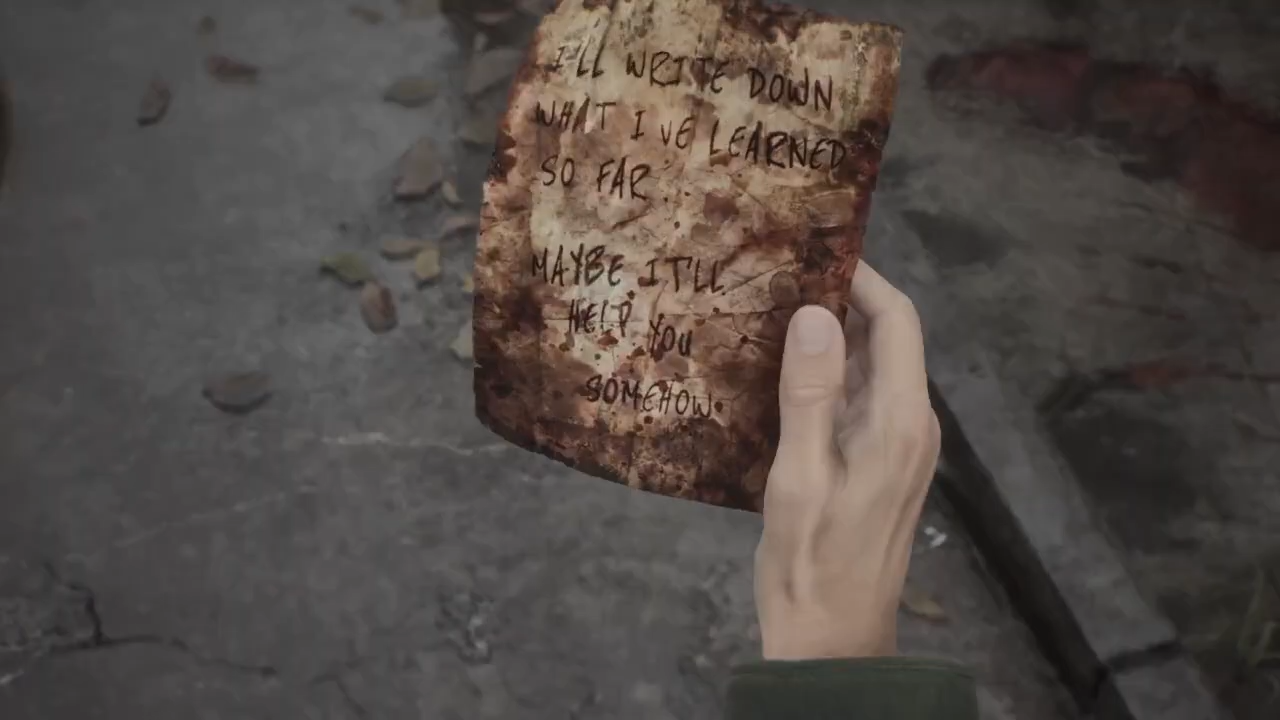 I'LL WRITE DOWN
WHAT I'VE LEARNED
SO FAR.
MAYBE IT'LL
HELP YOU
SOMEHOW.